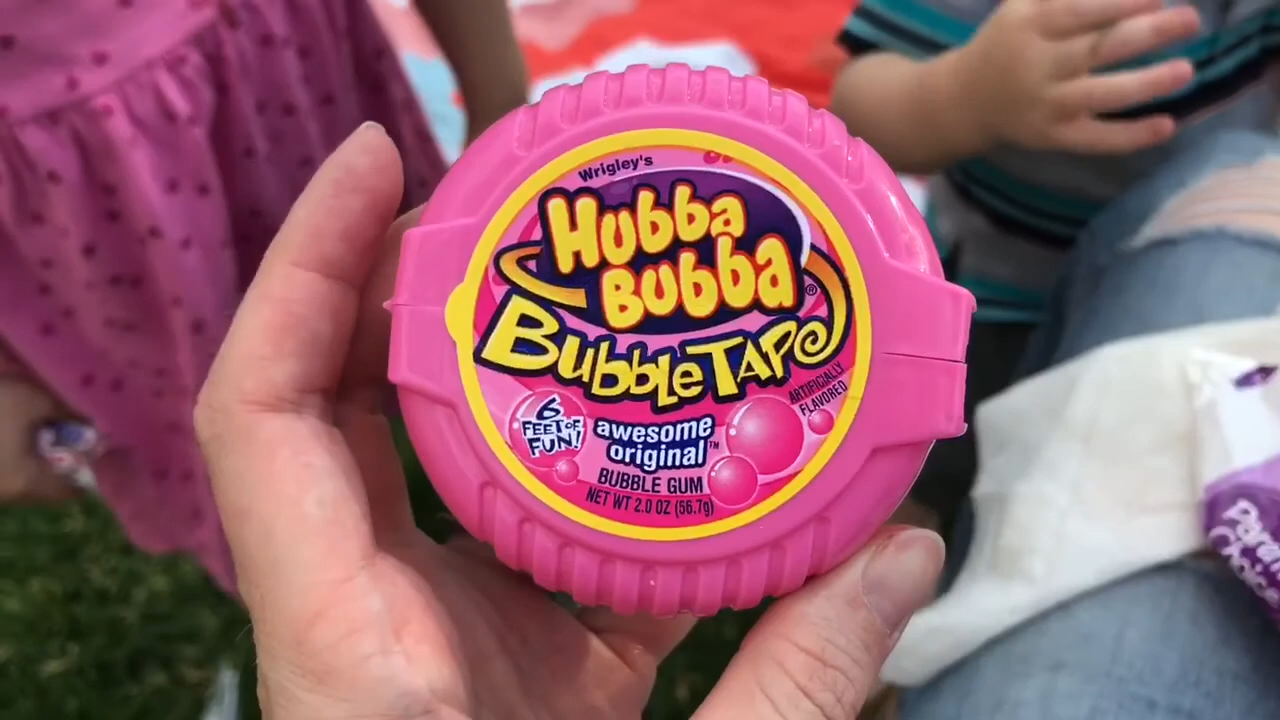 Wrigley's
Hubba
Bubba®
BubbleTape
ARTIFICIALLY
FLAVORED
6
FEET OF
FUN!
awesome
original™
BUBBLE GUM
NET WT 2.0 OZ (56.7g)